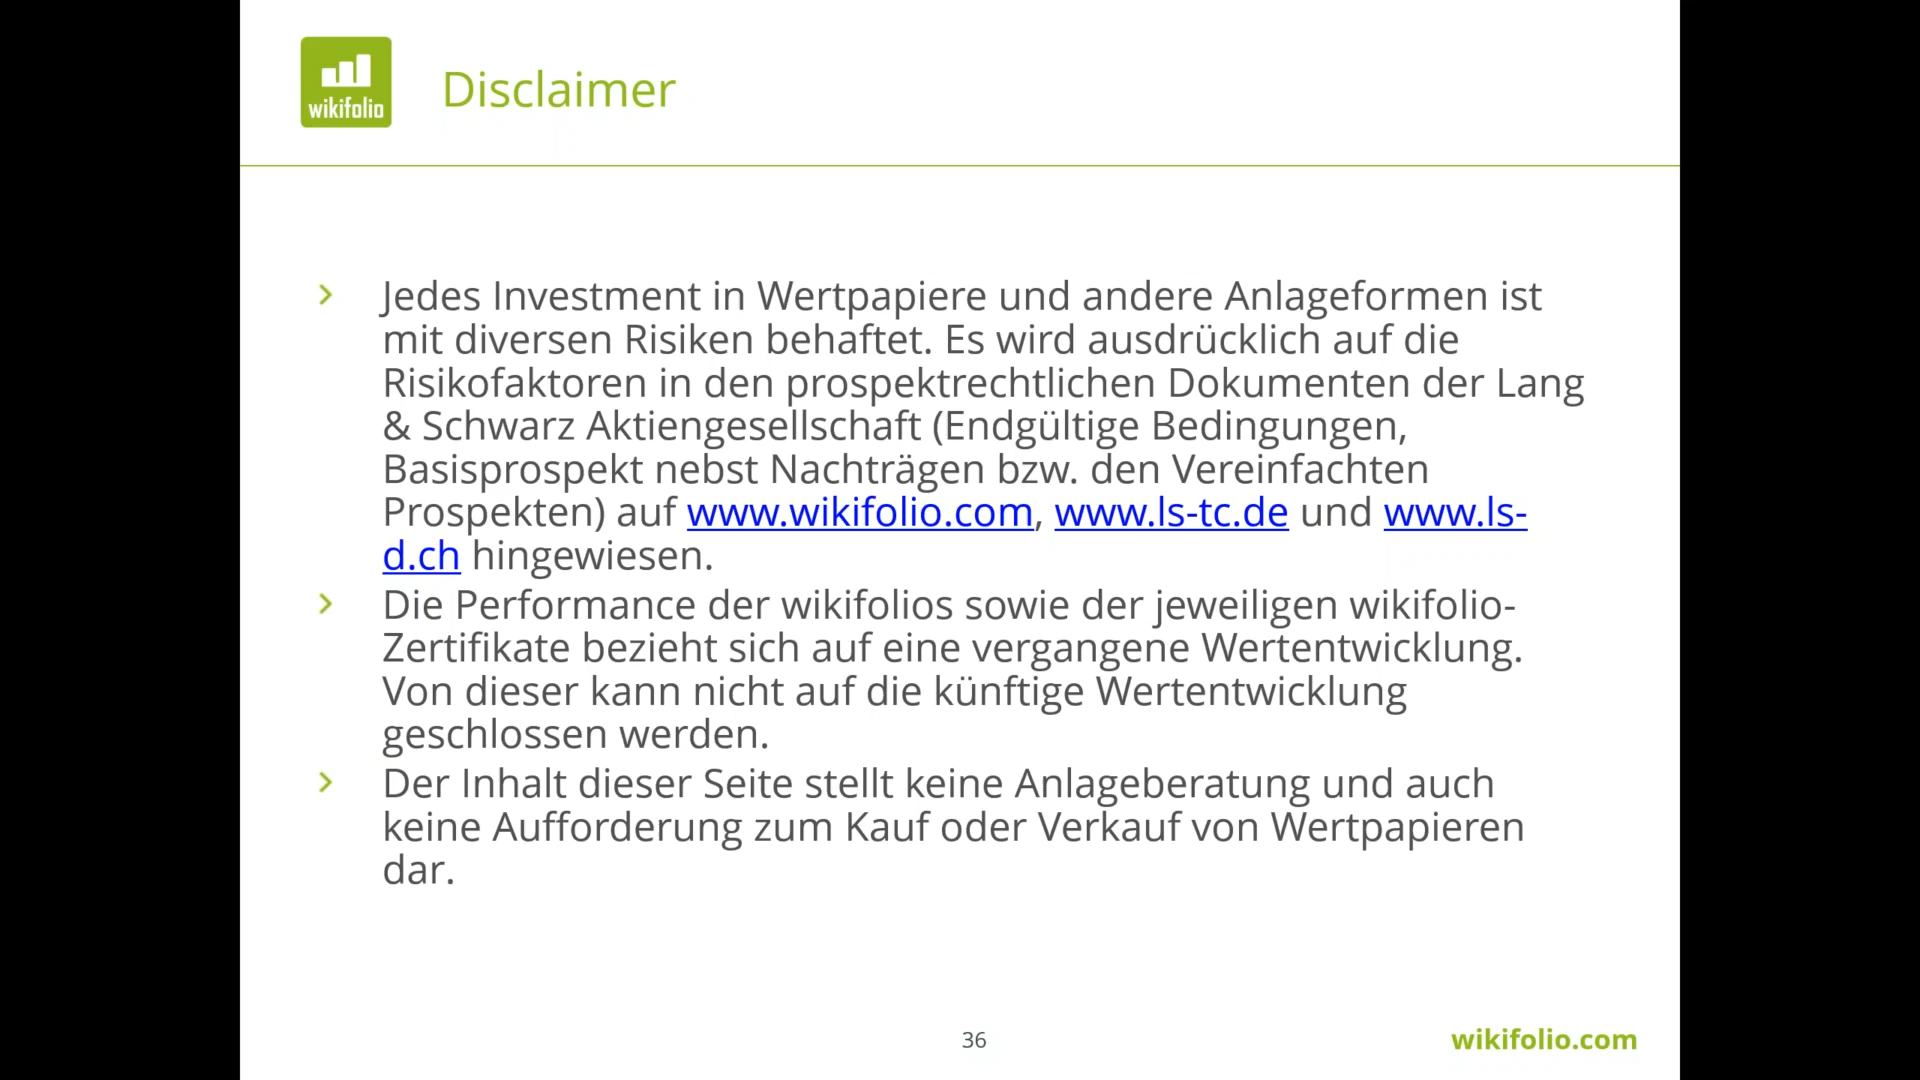 wikifolio
Disclaimer
Jedes Investment in Wertpapiere und andere Anlageformen ist
mit diversen Risiken behaftet. Es wird ausdrücklich auf die
Risikofaktoren in den prospektrechtlichen Dokumenten der Lang
& Schwarz Aktiengesellschaft (Endgültige Bedingungen,
Basisprospekt nebst Nachträgen bzw. den Vereinfachten
Prospekten) auf www.wikifolio.com, www.ls-tc.de und www.ls-
d.ch hingewiesen.
Die Performance der wikifolios sowie der jeweiligen wikifolio-
Zertifikate bezieht sich auf eine vergangene Wertentwicklung.
Von dieser kann nicht auf die künftige Wertentwicklung
geschlossen werden.
Der Inhalt dieser Seite stellt keine Anlageberatung und auch
keine Aufforderung zum Kauf oder Verkauf von Wertpapieren
dar.
36
wikifolio.com